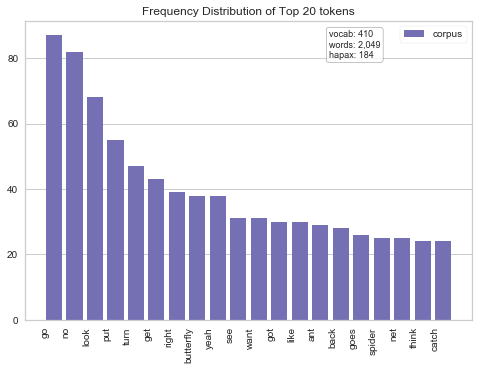 Frequency Distribution of Top 20 tokens
vocab: 410
words: 2,049
hapax: 184
corpus
80
60
40
20
0
go
no
look
put
turn
get
right
butterfly
yeah
see
want
got
like
ant
back
goes
spider
net
think
catch